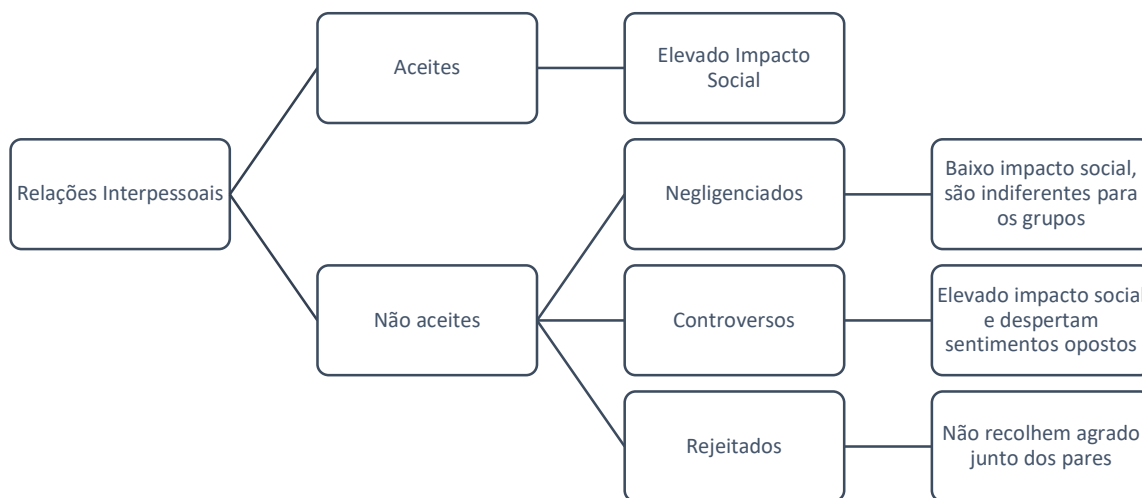 Relações Interpessoais
Aceites
Elevado Impacto
Social
Não aceites
Negligenciados
Baixo impacto social,
são indiferentes para
os grupos
Controversos
Elevado impacto social
e despertam
sentimentos opostos
Rejeitados
Não recolhem agrado
junto dos pares